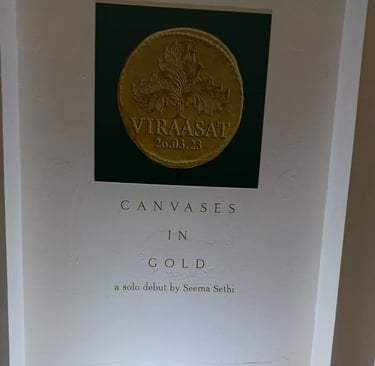 VIRAASAT
26.03.23
CANVASES
IN
GOLD
a solo debut by Seema Sethi